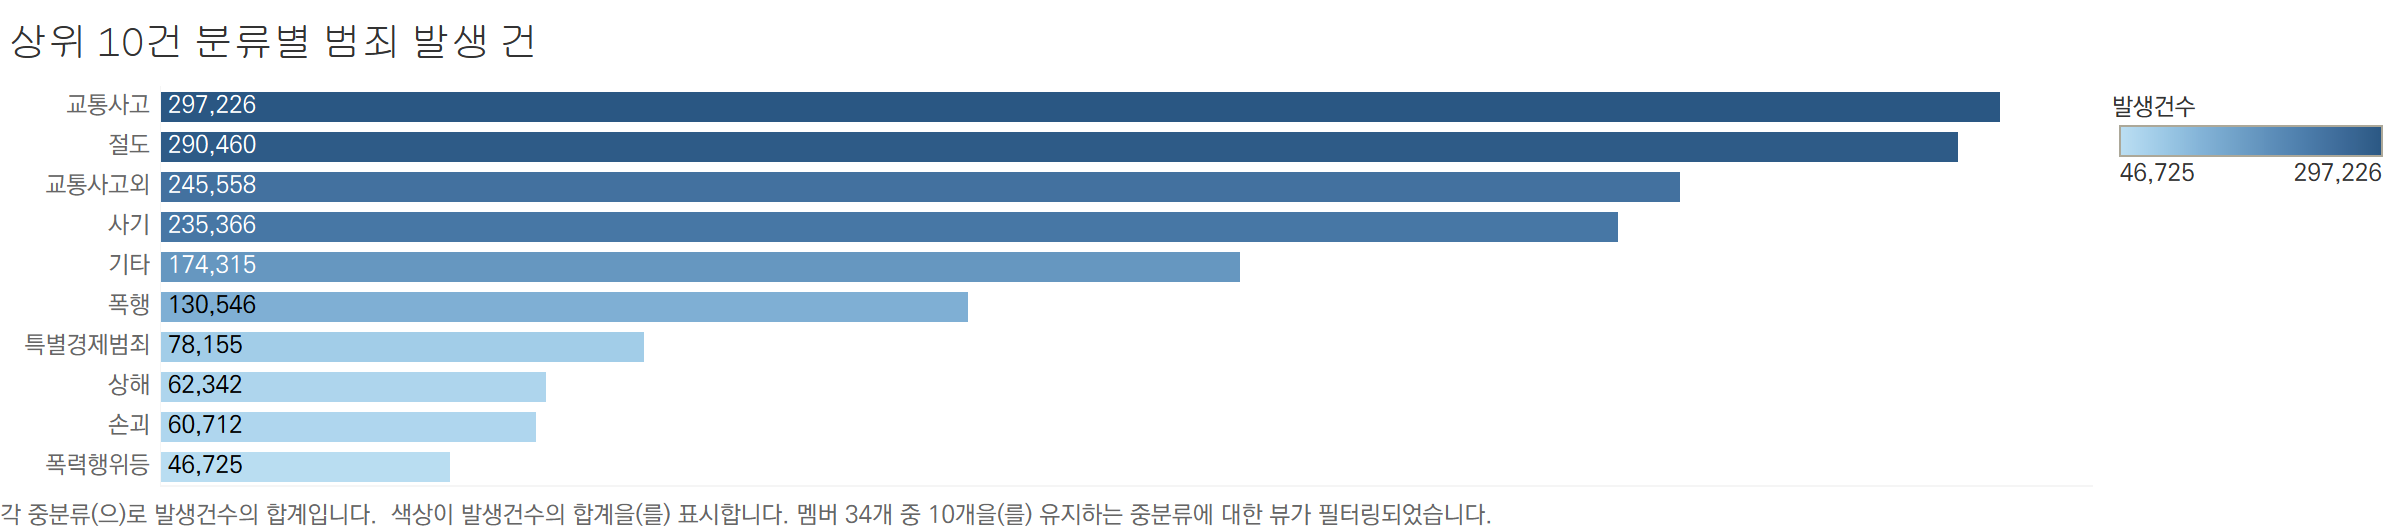 상위 10건 분류별 범죄 발생 건
교통사고 297,226
절도 290,460
교통사고외 245,558
사기 235,366
기타 174,315
폭행 130,546
특별경제범죄 78,155
상해 62,342
손괴 60,712
폭력행위등 46,725
발생건수
46,725 297,226
각 중분류(으)로 발생건수의 합계입니다. 색상이 발생건수의 합계을(를) 표시합니다. 멤버 34개 중 10개을(를) 유지하는 중분류에 대한 뷰가 필터링되었습니다.